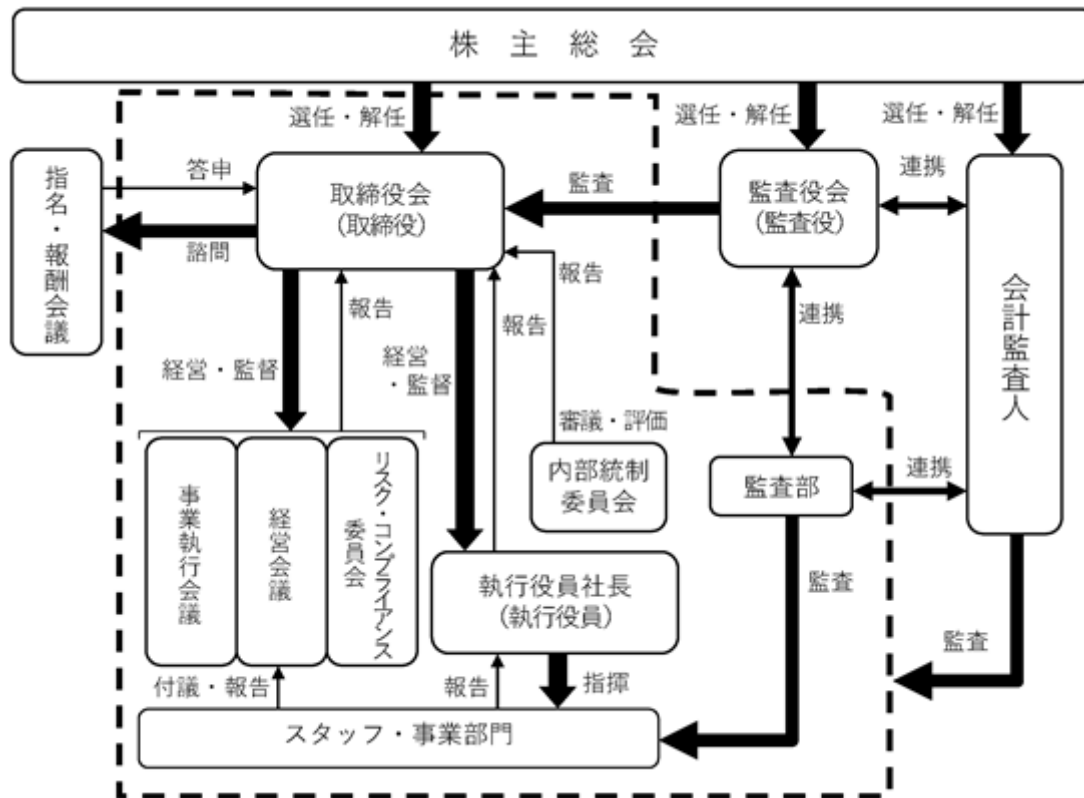 株主総会
選任・解任
選任・解任
選任・解任
指名・報酬会議
答申
諮問
取締役会
(取締役)
監査
監査役会
(監査役)
連携
会計監査人
報告
報告
報告
連携
経営・監督
経営
・監督
審議・評価
内部統制
委員会
監査部
連携
事業執行会議
経営会議
リスク・コンプライアンス
委員会
執行役員社長
(執行役員)
監査
監査
付議・報告
報告
指揮
スタッフ・事業部門